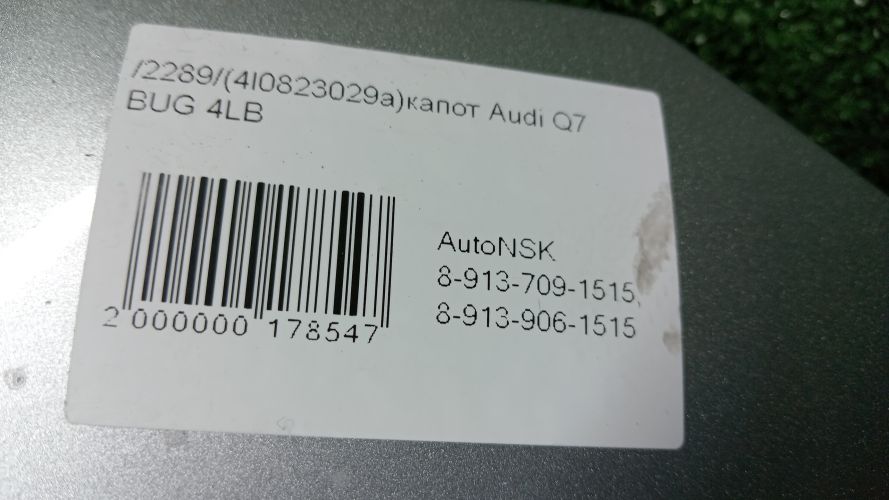 /2289/(4l0823029a)капот Audi Q7
BUG 4LB
AutoNSK
8-913-709-1515,
8-913-906-1515
2 000000 178547